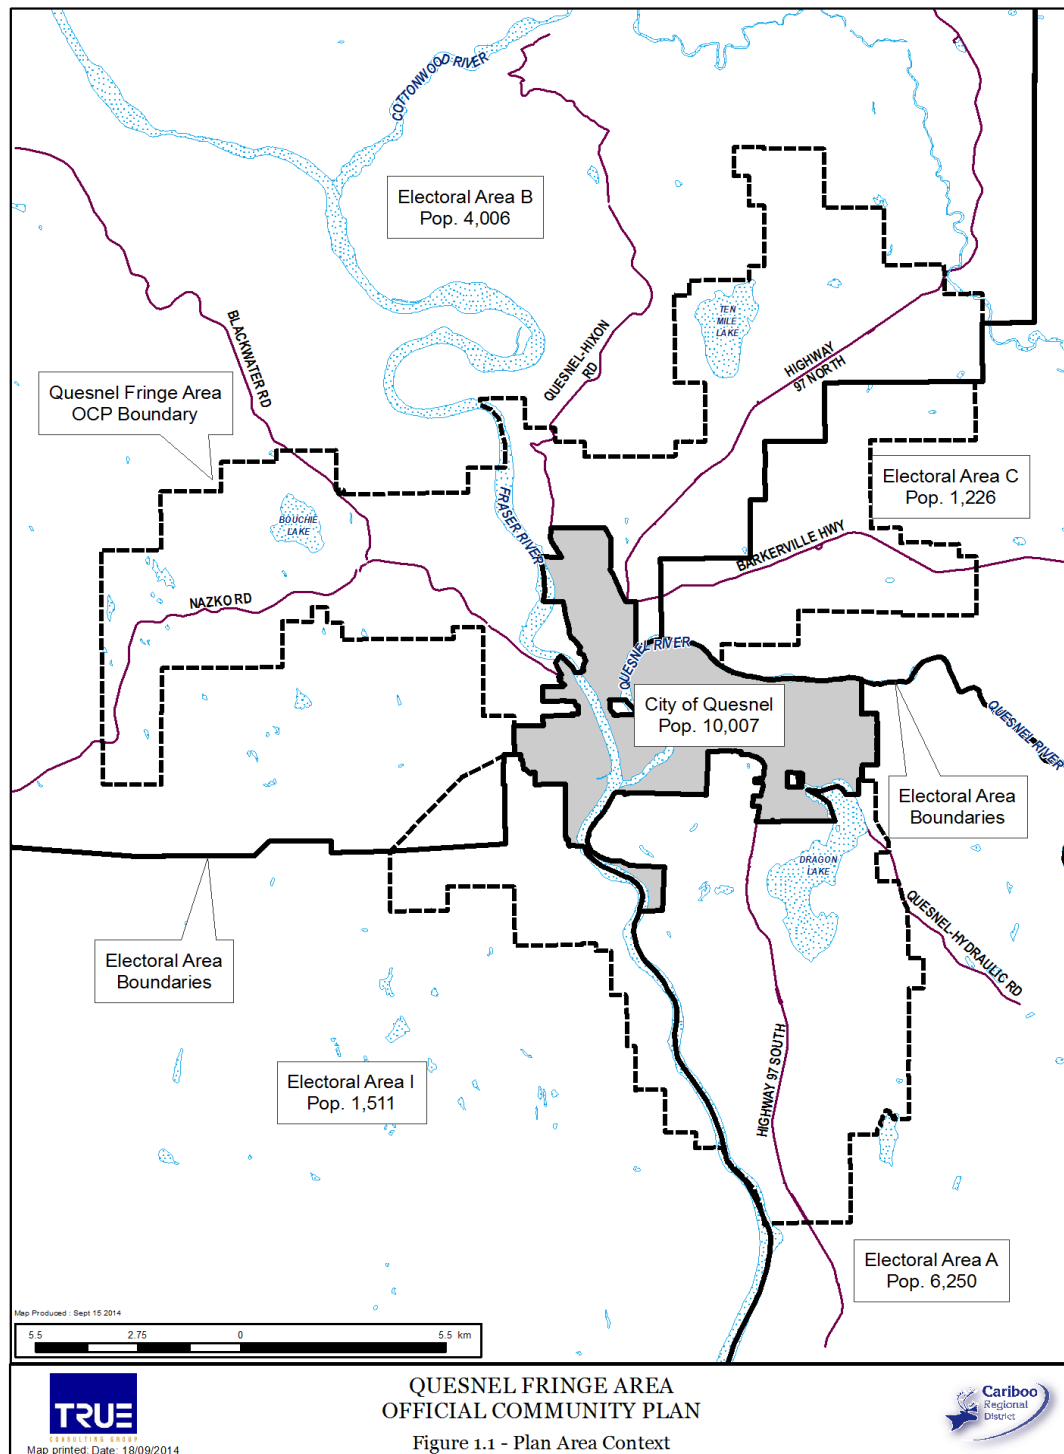 COTTONWOOD RIVER
Electoral Area B
Pop. 4,006
TEN
MILE
LAKE
BLACKWATER RD
QUESNEL-HIXON
RD
HIGHWAY
97 NORTH
Quesnel Fringe Area
OCP Boundary
Electoral Area C
Pop. 1,226
BOUCHIE
LAKE
FRASER RIVER
BARKERVILLE HWY
NAZKO RD
QUESNEL RIVER
City of Quesnel
Pop. 10,007
QUESNEL RIVER
Electoral Area
Boundaries
DRAGON
LAKE
QUESNEL-HYDRAULIC RD
Electoral Area
Boundaries
HIGHWAY 97 SOUTH
Electoral Area I
Pop. 1,511
Electoral Area A
Pop. 6,250
Map Produced : Sept 15 2014
5.5 2.75 0 5.5 km
TRUE
CONSULTING GROUP
Map printed: Date: 18/09/2014
QUESNEL FRINGE AREA
OFFICIAL COMMUNITY PLAN
Figure 1.1 - Plan Area Context
Cariboo
Regional
District